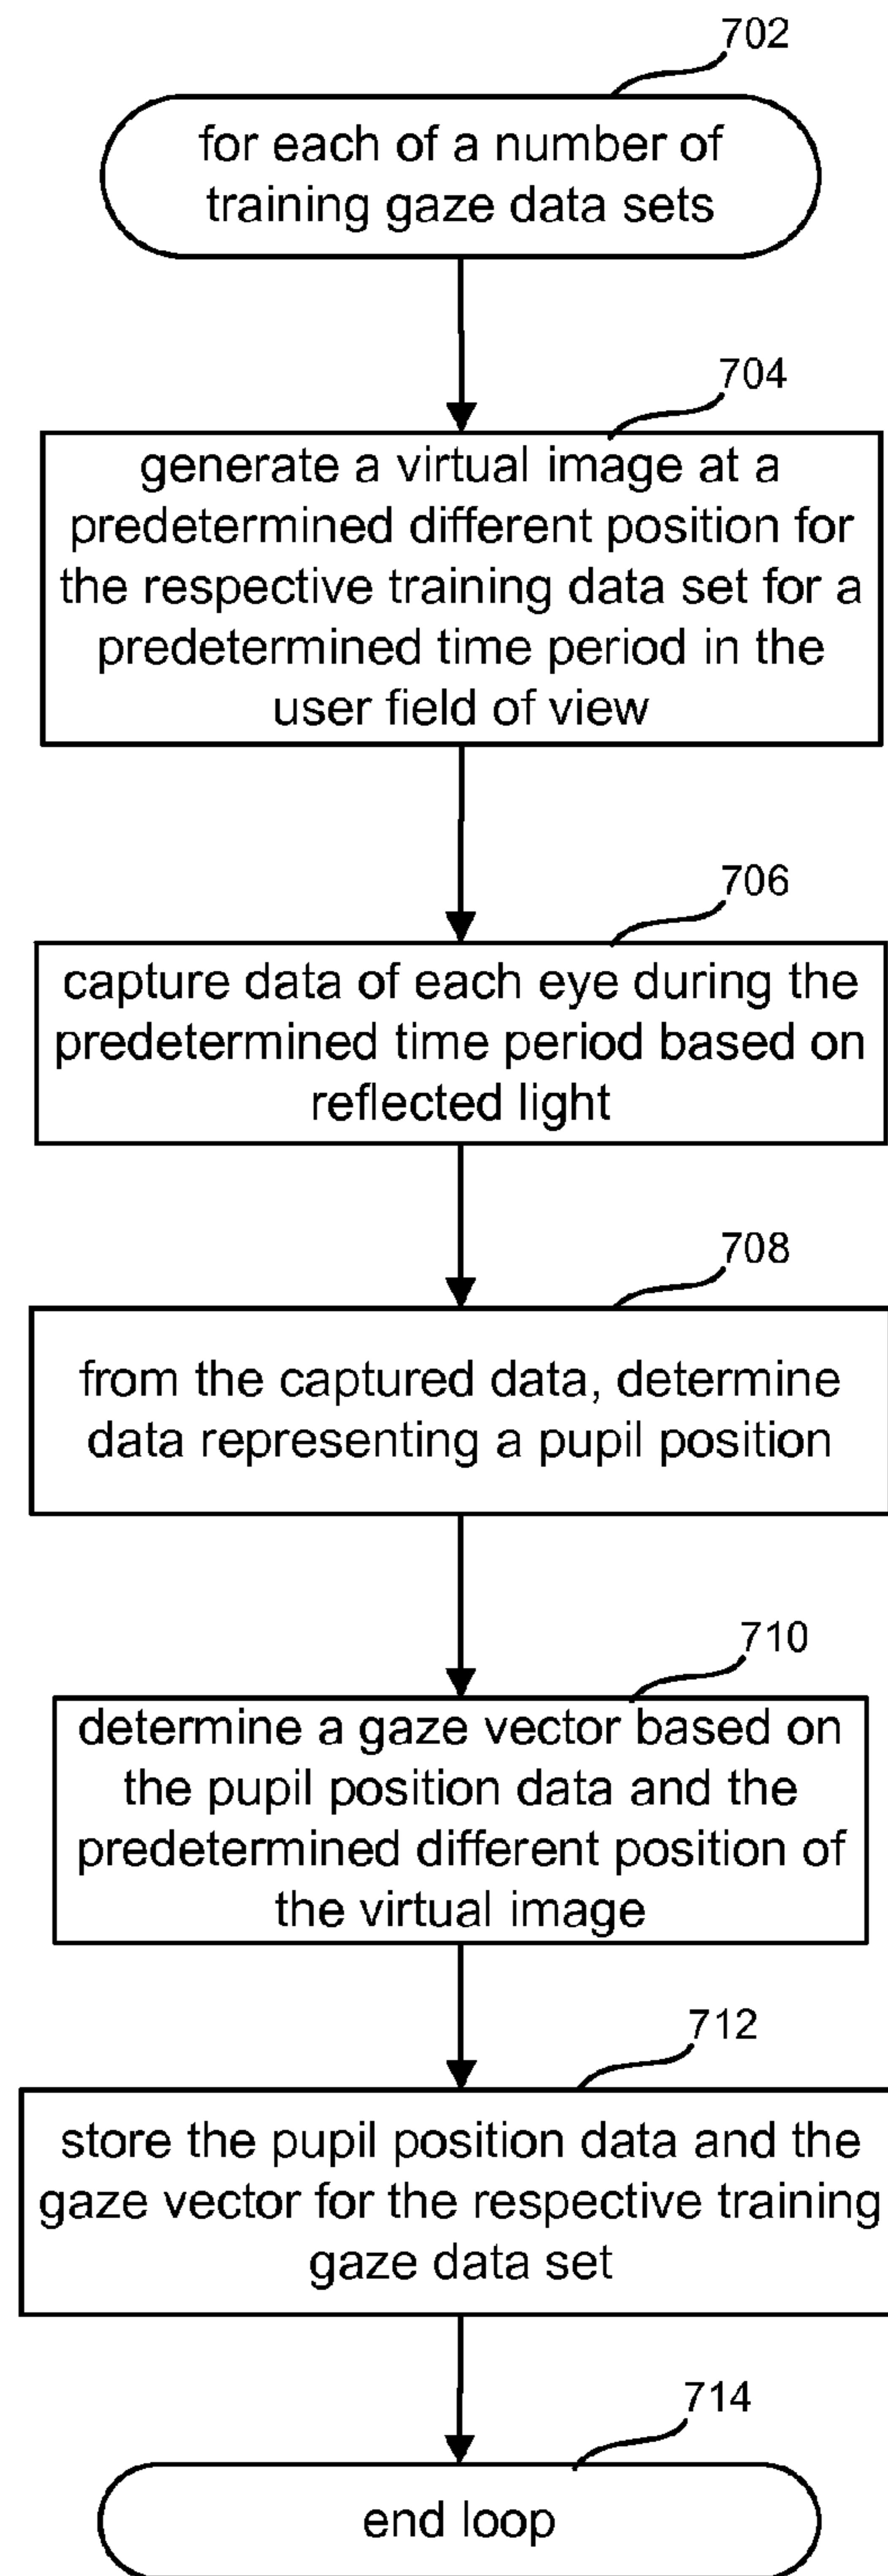 702
for each of a number of
training gaze data sets
704
generate a virtual image at a
predetermined different position for
the respective training data set for a
predetermined time period in the
user field of view
706
capture data of each eye during the
predetermined time period based on
reflected light
708
from the captured data, determine
data representing a pupil position
710
determine a gaze vector based on
the pupil position data and the
predetermined different position of
the virtual image
712
store the pupil position data and the
gaze vector for the respective training
gaze data set
714
end loop